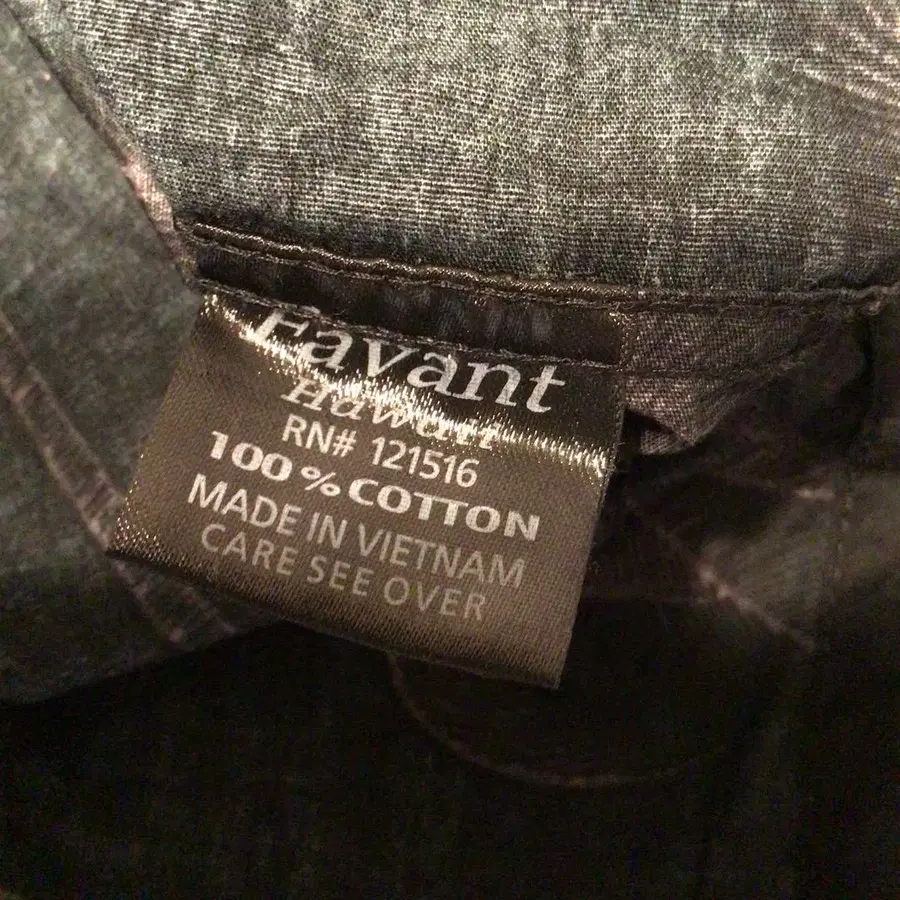 Favant
Hawaii
RN# 121516
100% COTTON
MADE IN VIETNAM
CARE SEE OVER